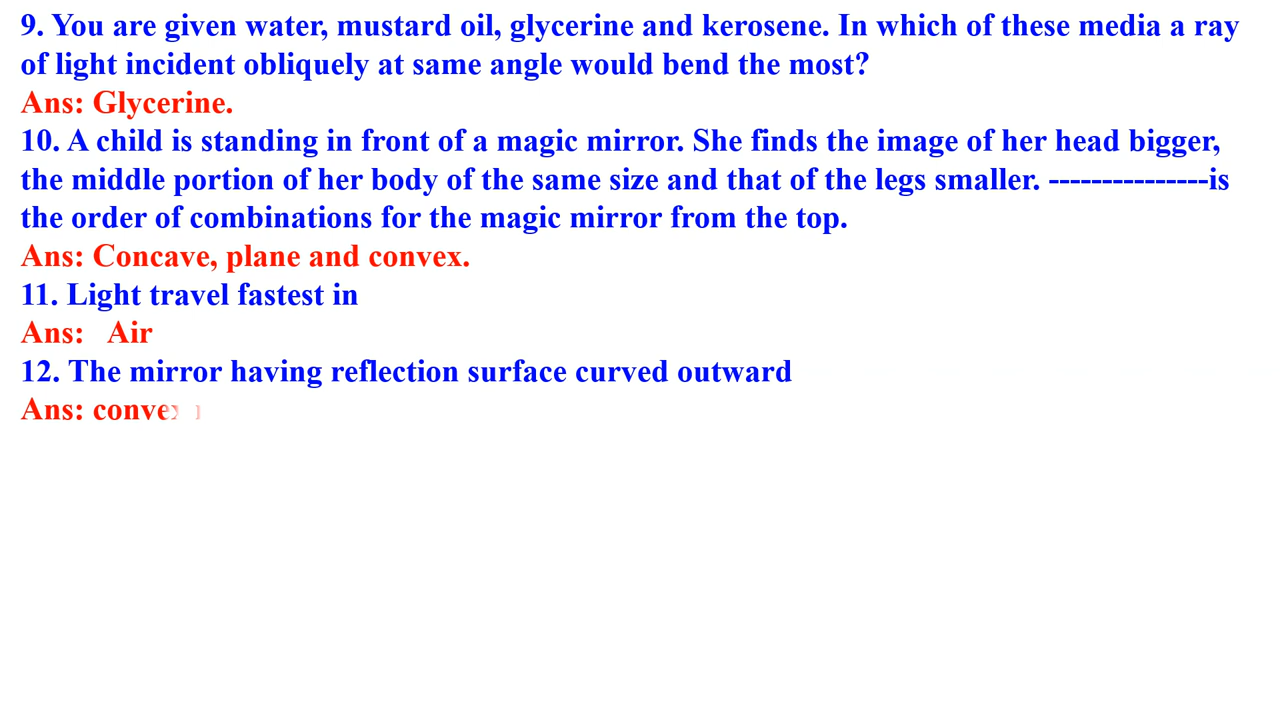 9. You are given water, mustard oil, glycerine and kerosene. In which of these media a ray
of light incident obliquely at same angle would bend the most?
Ans: Glycerine.
10. A child is standing in front of a magic mirror. She finds the image of her head bigger,
the middle portion of her body of the same size and that of the legs smaller. ---------------is
the order of combinations for the magic mirror from the top.
Ans: Concave, plane and convex.
11. Light travel fastest in
Ans:   Air
12. The mirror having reflection surface curved outward
Ans: convex